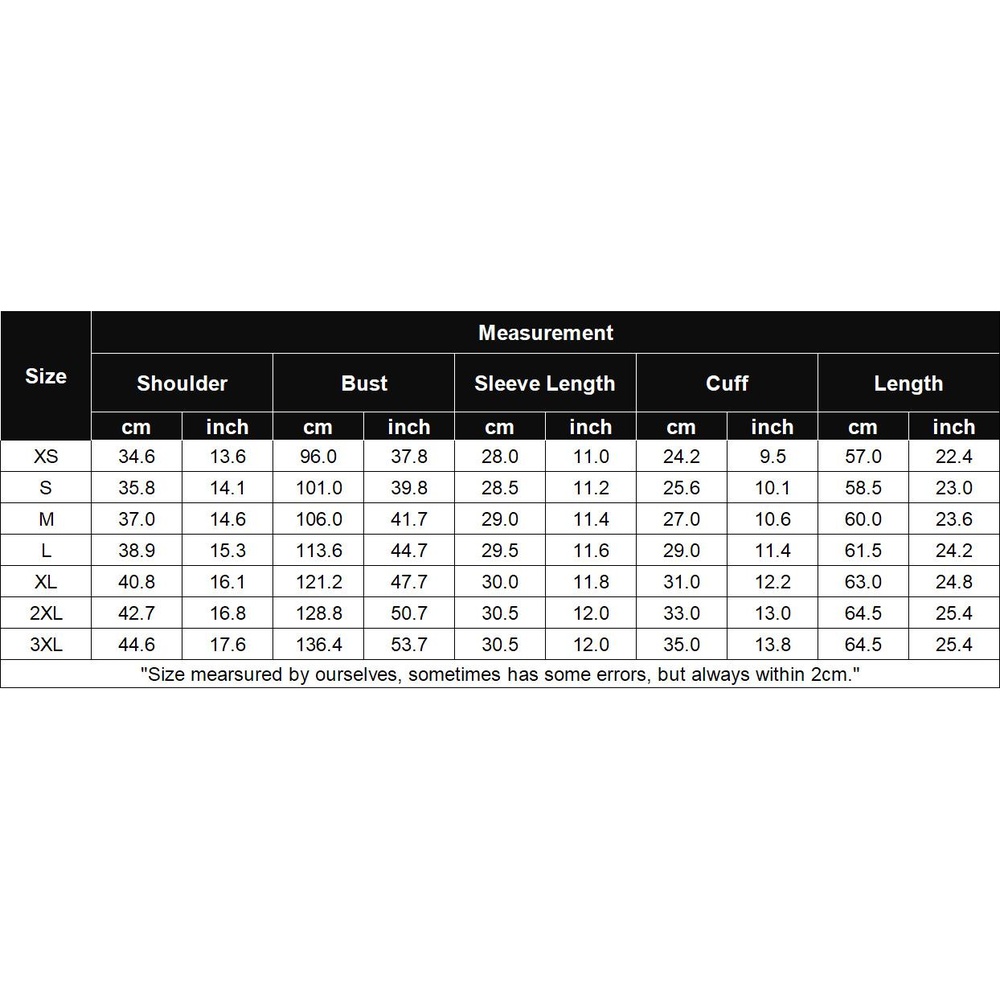 Size Measurement
Shoulder Bust Sleeve Length Cuff Length
cm inch cm inch cm inch cm inch cm inch
XS 34.6 13.6 96.0 37.8 28.0 11.0 24.2 9.5 57.0 22.4
S 35.8 14.1 101.0 39.8 28.5 11.2 25.6 10.1 58.5 23.0
M 37.0 14.6 106.0 41.7 29.0 11.4 27.0 10.6 60.0 23.6
L 38.9 15.3 113.6 44.7 29.5 11.6 29.0 11.4 61.5 24.2
XL 40.8 16.1 121.2 47.7 30.0 11.8 31.0 12.2 63.0 24.8
2XL 42.7 16.8 128.8 50.7 30.5 12.0 33.0 13.0 64.5 25.4
3XL 44.6 17.6 136.4 53.7 30.5 12.0 35.0 13.8 64.5 25.4
"Size mearsured by ourselves, sometimes has some errors, but always within 2cm."